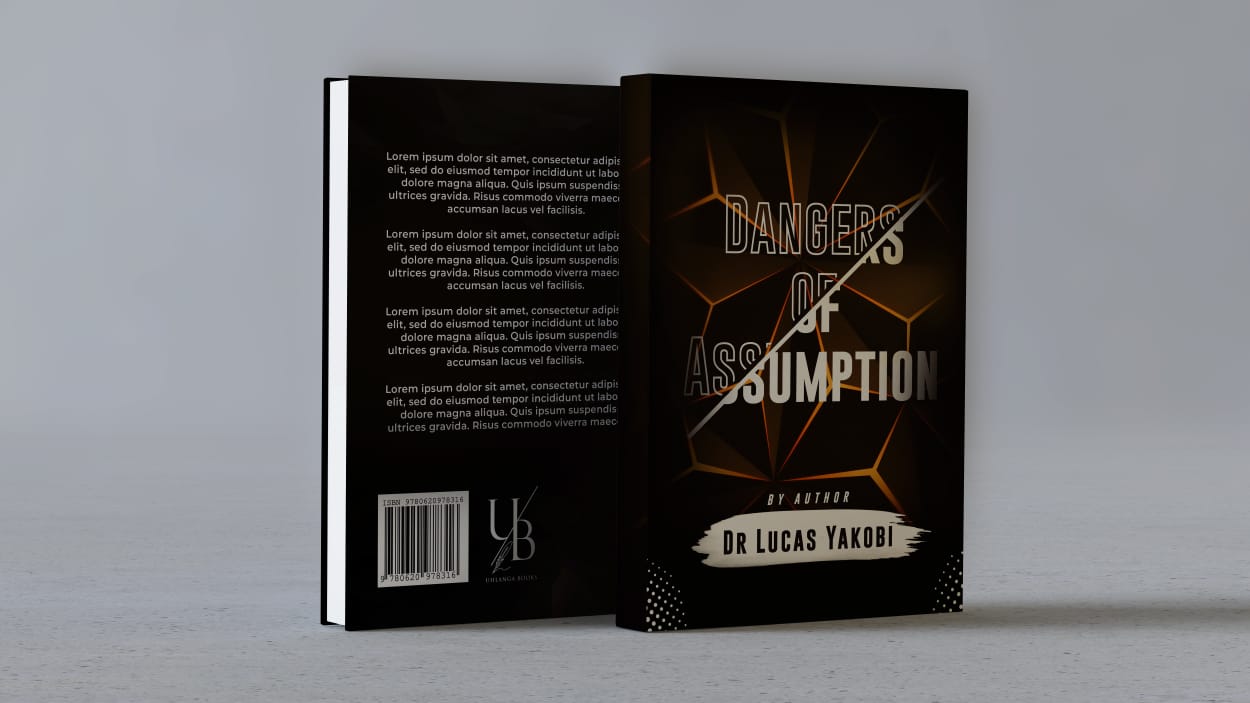 Lorem ipsum dolor sit amet, consectetur adipis
elit, sed do eiusmod tempor incididunt ut labo
dolore magna aliqua. Quis ipsum suspendis
ultrices gravida. Risus commodo viverra maec
accumsan lacus vel facilisis.
Lorem ipsum dolor sit amet, consectetur adipis
elit, sed do eiusmod tempor incididunt ut labo
dolore magna aliqua. Quis ipsum suspendis
ultrices gravida. Risus commodo viverra maec
accumsan lacus vel facilisis.
Lorem ipsum dolor sit amet, consectetur adipis
elit, sed do eiusmod tempor incididunt ut labo
dolore magna aliqua. Quis ipsum suspendis
ultrices gravida. Risus commodo viverra maec
accumsan lacus vel facilisis.
Lorem ipsum dolor sit amet, consectetur adipis
elit, sed do eiusmod tempor incididunt ut labo
dolore magna aliqua. Quis ipsum suspendis
ultrices gravida. Risus commodo viverra maec
ISBN 9780620978316
9 780620 978316
UB
UHLANGA BOOKS
DANGERS
OF
ASSUMPTION
BY AUTHOR
DR LUCAS YAKOBI